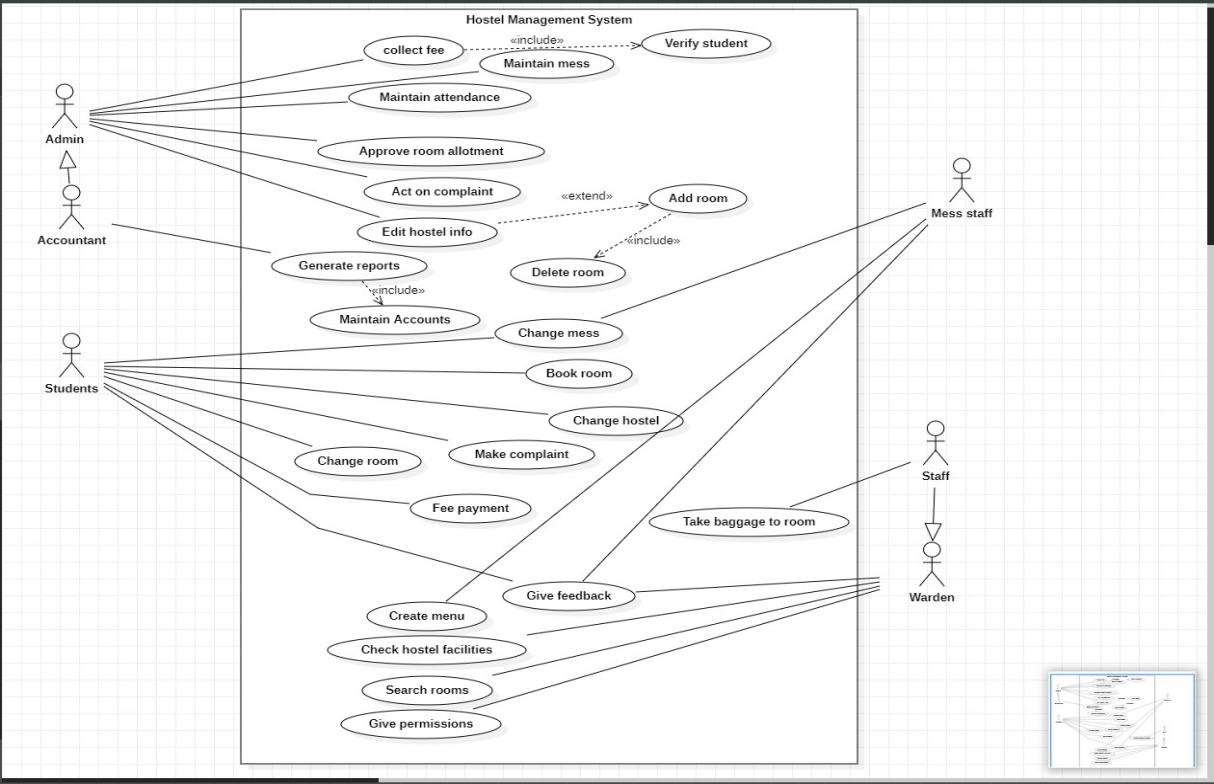 Hostel Management System
collect fee
«include»
Verify student
Maintain mess
Maintain attendance
Admin
Approve room allotment
Act on complaint
«extend»
Add room
Mess staff
Accountant
Edit hostel info
«include»
Generate reports
Delete room
«include»
Maintain Accounts
Change mess
Students
Book room
Change hostel
Change room
Make complaint
Staff
Fee payment
Take baggage to room
Give feedback
Warden
Create menu
Check hostel facilities
Search rooms
Give permissions